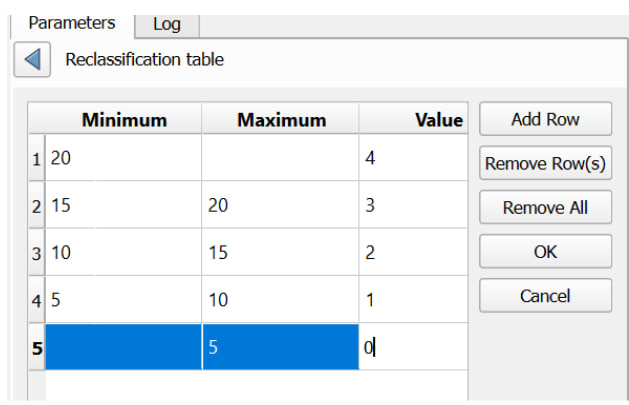 Parameters Log
Reclassification table
Minimum Maximum Value
1 20 4
2 15 20 3
3 10 15 2
4 5 10 1
5 5 0
Add Row
Remove Row(s)
Remove All
OK
Cancel